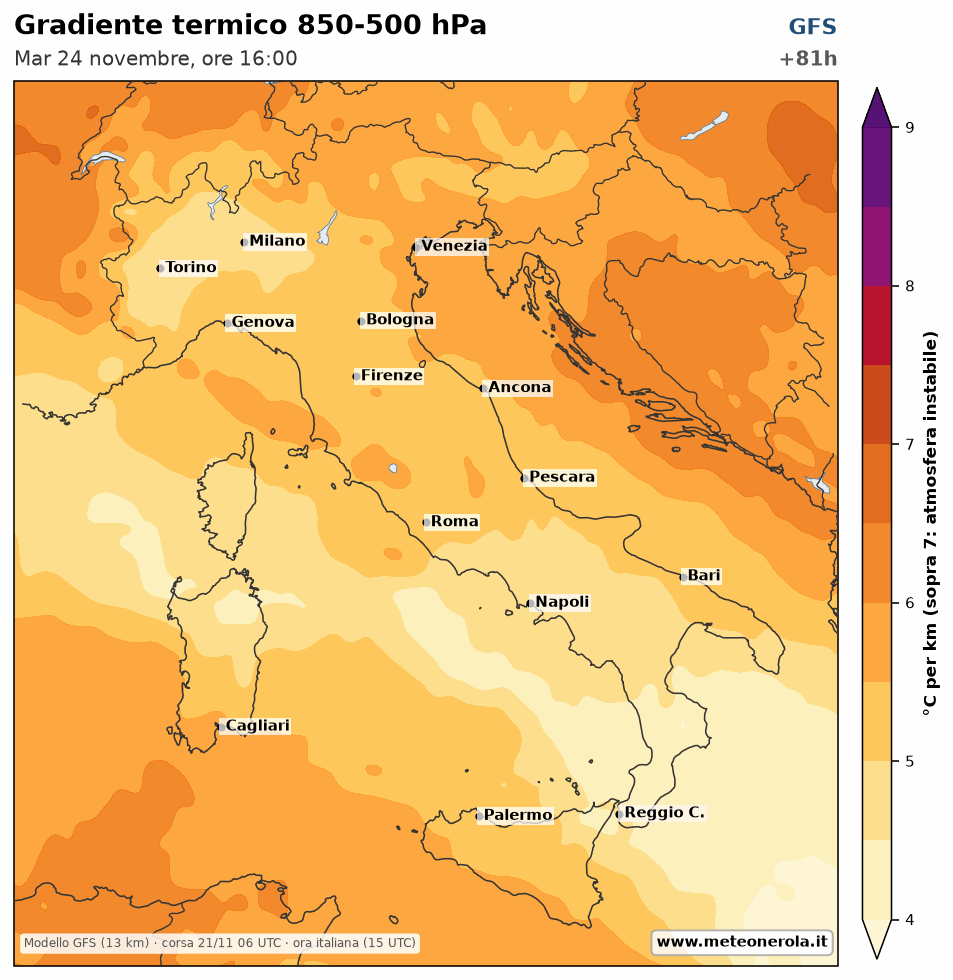 Gradiente termico 850-500 hPa
GFS
Mar 24 novembre, ore 16:00
+81h
Milano
Venezia
Torino
Genova
Bologna
Firenze
Ancona
Pescara
Roma
Bari
Napoli
Cagliari
Palermo
Reggio C.
9
8
7
6
5
4
°C per km (sopra 7: atmosfera instabile)
Modello GFS (13 km) · corsa 21/11 06 UTC · ora italiana (15 UTC)
www.meteonerola.it